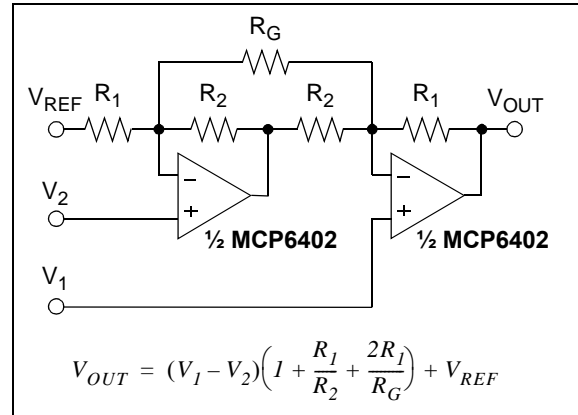 R_G
V_REF R_1 R_2 R_2 R_1 V_OUT
V_2
½ MCP6402 ½ MCP6402
V_1
V_OUT = (V_1 – V_2)(1 + R_1/R_2 + 2R_1/R_G) + V_REF